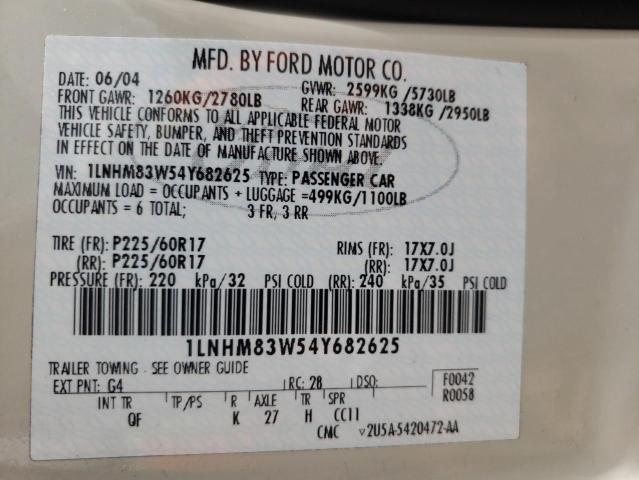 MFD. BY FORD MOTOR CO.
DATE: 06/04 GVWR: 2599KG /5730LB
FRONT GAWR: 1260KG/2780LB REAR GAWR: 1338KG /2950LB
THIS VEHICLE CONFORMS TO ALL APPLICABLE FEDERAL MOTOR
VEHICLE SAFETY, BUMPER, AND THEFT PREVENTION STANDARDS
IN EFFECT ON THE DATE OF MANUFACTURE SHOWN ABOVE.
VIN: 1LNHM83W54Y682625 TYPE: PASSENGER CAR
MAXIMUM LOAD = OCCUPANTS + LUGGAGE =499KG/1100LB
OCCUPANTS = 6 TOTAL; 3 FR, 3 RR
TIRE (FR): P225/60R17 RIMS (FR): 17X7.0J
(RR): P225/60R17 (RR): 17X7.0J
PRESSURE (FR): 220 kPa/32 PSI COLD (RR): 240 kPa/35 PSI COLD
1LNHM83W54Y682625
TRAILER TOWING - SEE OWNER GUIDE
EXT PNT: G4 RC: 28 DSO: F0042
R0058
INT TR TP/PS R AXLE TR SPR
QF K 27 H CC11
CMC 2U5A-5420472-AA